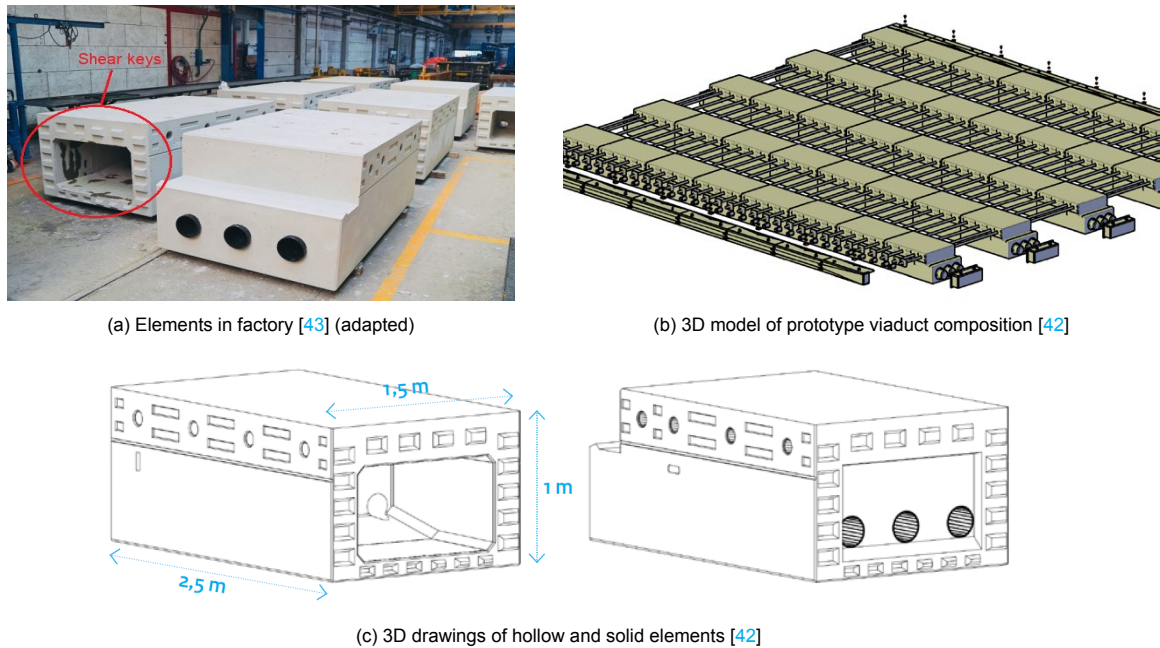 Shear keys
(a) Elements in factory [43] (adapted)
(b) 3D model of prototype viaduct composition [42]
1,5 m
1 m
2,5 m
(c) 3D drawings of hollow and solid elements [42]